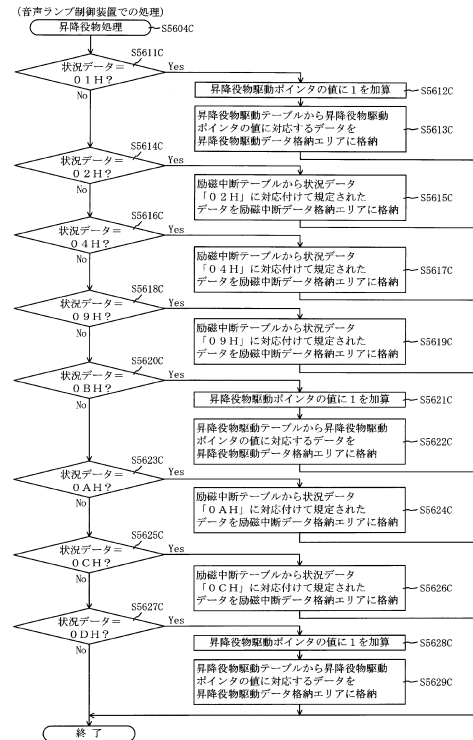 (音声ランプ制御装置での処理)
昇降役物処理
S5604C
S5611C
状況データ=
01H?
Yes
No
昇降役物駆動ポインタの値に1を加算
S5612C
昇降役物駆動テーブルから昇降役物駆動
ポインタの値に対応するデータを
昇降役物駆動データ格納エリアに格納
S5613C
S5614C
状況データ=
02H?
Yes
No
励磁中断テーブルから状況データ
「02H」に対応付けて規定された
データを励磁中断データ格納エリアに格納
S5615C
S5616C
状況データ=
04H?
Yes
No
励磁中断テーブルから状況データ
「04H」に対応付けて規定された
データを励磁中断データ格納エリアに格納
S5617C
S5618C
状況データ=
09H?
Yes
No
励磁中断テーブルから状況データ
「09H」に対応付けて規定された
データを励磁中断データ格納エリアに格納
S5619C
S5620C
状況データ=
0BH?
Yes
No
昇降役物駆動ポインタの値に1を加算
S5621C
昇降役物駆動テーブルから昇降役物駆動
ポインタの値に対応するデータを
昇降役物駆動データ格納エリアに格納
S5622C
S5623C
状況データ=
0AH?
Yes
No
励磁中断テーブルから状況データ
「0AH」に対応付けて規定された
データを励磁中断データ格納エリアに格納
S5624C
S5625C
状況データ=
0CH?
Yes
No
励磁中断テーブルから状況データ
「0CH」に対応付けて規定された
データを励磁中断データ格納エリアに格納
S5626C
S5627C
状況データ=
0DH?
Yes
No
昇降役物駆動ポインタの値に1を加算
S5628C
昇降役物駆動テーブルから昇降役物駆動
ポインタの値に対応するデータを
昇降役物駆動データ格納エリアに格納
S5629C
終了